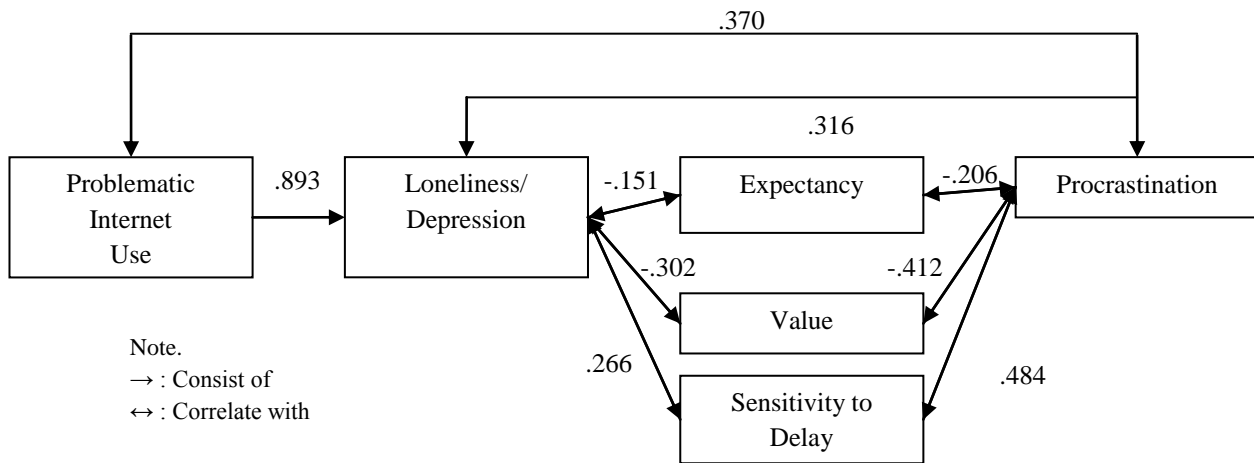 .370
.316
Problematic
Internet
Use
.893
Loneliness/
Depression
-.151
Expectancy
-.206
Procrastination
-.302
-.412
Value
.266
.484
Sensitivity to
Delay
Note.
→ : Consist of
↔ : Correlate with